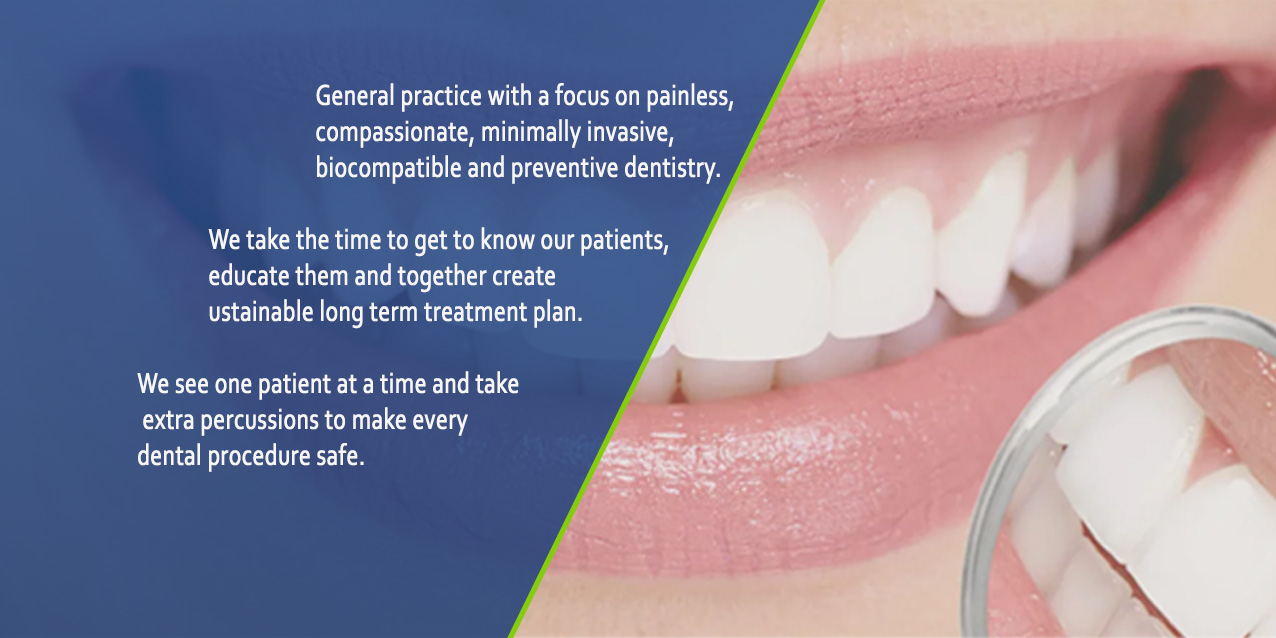 General practice with a focus on painless,
compassionate, minimally invasive,
biocompatible and preventive dentistry.
We take the time to get to know our patients,
educate them and together create
ustainable long term treatment plan.
We see one patient at a time and take
extra percussions to make every
dental procedure safe.